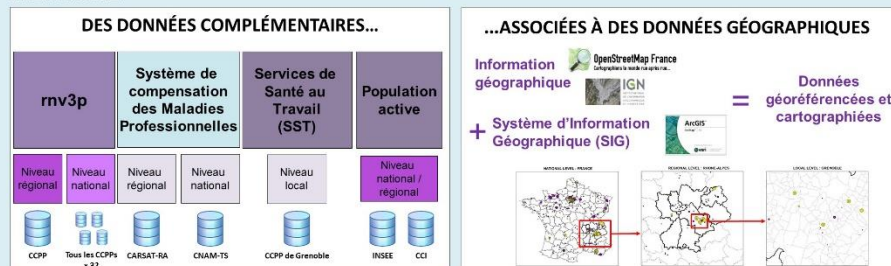 DES DONNÉES COMPLÉMENTAIRES...
rnv3p
Système de
compensation
des Maladies
Professionnelles
Services de
Santé au
Travail
(SST)
Population
active
Niveau
régional
Niveau
national
Niveau
régional
Niveau
national
Niveau
local
Niveau
national /
régional
CCPP
Tous les CCPPs
CARSAT-RA
CNAM-TS
CCPP de Grenoble
INSEE
CCI
...ASSOCIÉES À DES DONNÉES GÉOGRAPHIQUES
Information
géographique
OpenStreetMap France
IGN
+ Système d'Information
Géographique (SIG)
ArcGIS
=
Données
géoréférencées et
cartographiées
NATIONAL LEVEL : FRANCE
REGIONAL LEVEL : RHONE-ALPES
LOCAL LEVEL : GRENOBLE